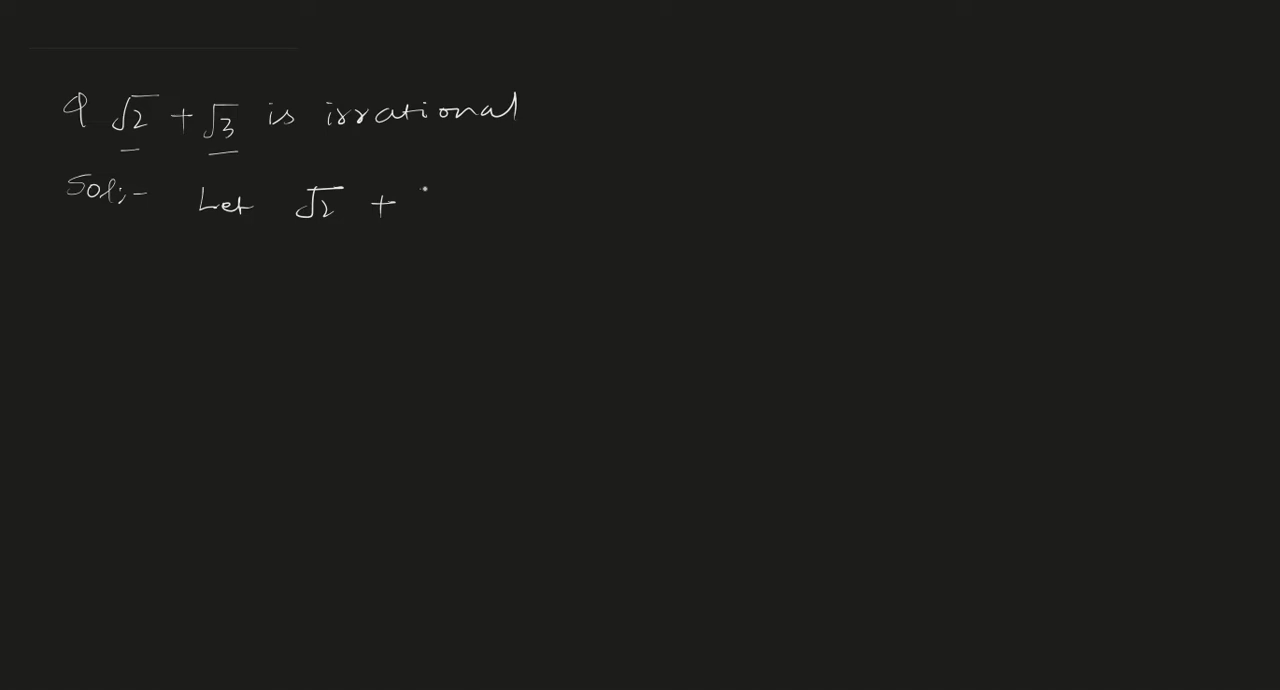 Q √2 + √3 is irrational
Sol:- Let √2 +